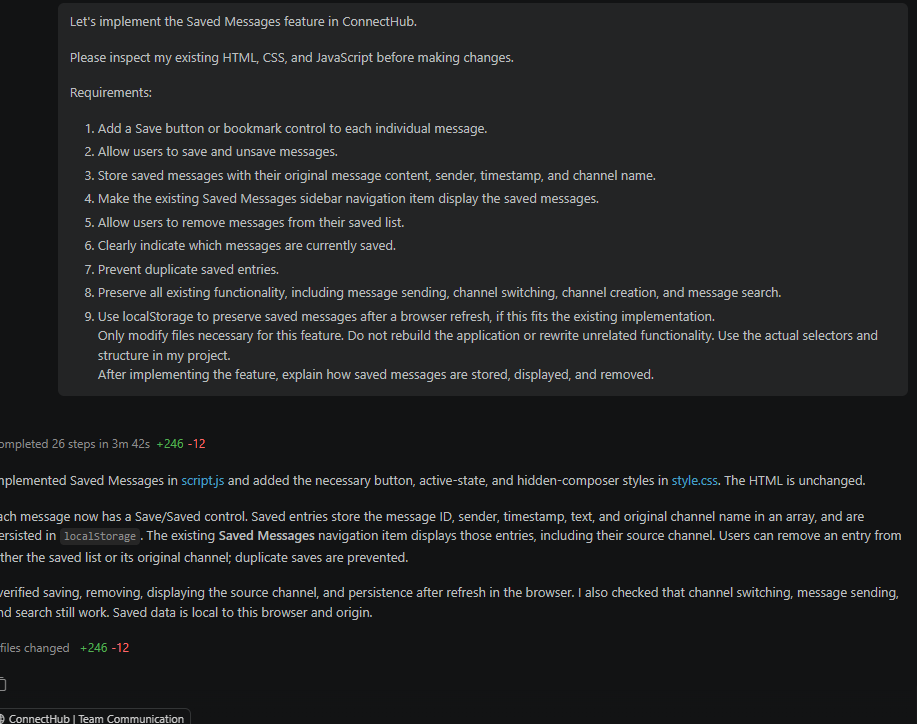 Let's implement the Saved Messages feature in ConnectHub.
Please inspect my existing HTML, CSS, and JavaScript before making changes.
Requirements:
1. Add a Save button or bookmark control to each individual message.
2. Allow users to save and unsave messages.
3. Store saved messages with their original message content, sender, timestamp, and channel name.
4. Make the existing Saved Messages sidebar navigation item display the saved messages.
5. Allow users to remove messages from their saved list.
6. Clearly indicate which messages are currently saved.
7. Prevent duplicate saved entries.
8. Preserve all existing functionality, including message sending, channel switching, channel creation, and message search.
9. Use localStorage to preserve saved messages after a browser refresh, if this fits the existing implementation.
Only modify files necessary for this feature. Do not rebuild the application or rewrite unrelated functionality. Use the actual selectors and
structure in my project.
After implementing the feature, explain how saved messages are stored, displayed, and removed.
ompleted 26 steps in 3m 42s +246 -12
mplemented Saved Messages in script.js and added the necessary button, active-state, and hidden-composer styles in style.css. The HTML is unchanged.
ach message now has a Save/Saved control. Saved entries store the message ID, sender, timestamp, text, and original channel name in an array, and are
ersisted in localStorage. The existing Saved Messages navigation item displays those entries, including their source channel. Users can remove an entry from
ther the saved list or its original channel; duplicate saves are prevented.
verified saving, removing, displaying the source channel, and persistence after refresh in the browser. I also checked that channel switching, message sending,
nd search still work. Saved data is local to this browser and origin.
files changed +246 -12
ConnectHub | Team Communication